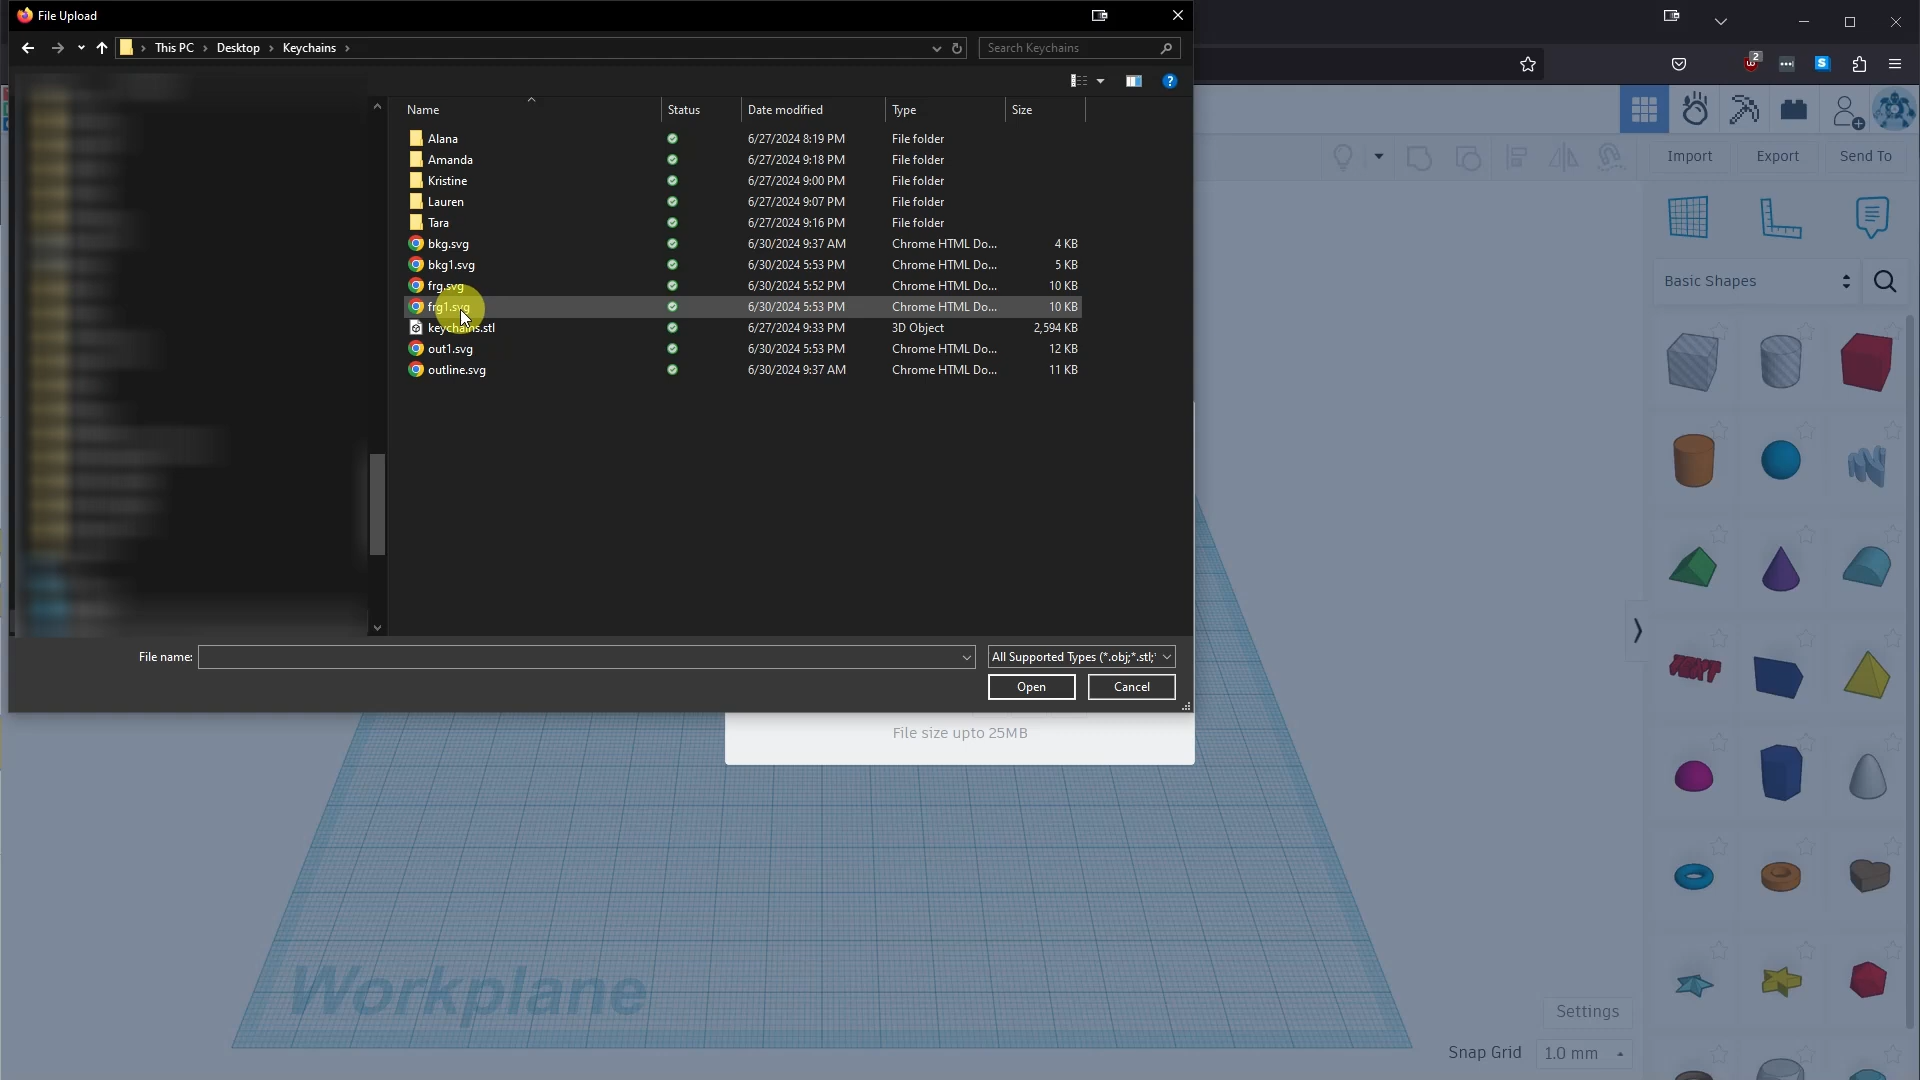 File Upload
This PC > Desktop > Keychains >
Search Keychains
Name Status Date modified Type Size
Alana 6/27/2024 8:19 PM File folder
Amanda 6/27/2024 9:18 PM File folder
Kristine 6/27/2024 9:00 PM File folder
Lauren 6/27/2024 9:07 PM File folder
Tara 6/27/2024 9:16 PM File folder
bkg.svg 6/30/2024 9:37 AM Chrome HTML Do... 4 KB
bkg1.svg 6/30/2024 5:53 PM Chrome HTML Do... 5 KB
frg.svg 6/30/2024 5:52 PM Chrome HTML Do... 10 KB
frg1.svg 6/30/2024 5:53 PM Chrome HTML Do... 10 KB
keychains.stl 6/27/2024 9:33 PM 3D Object 2,594 KB
out1.svg 6/30/2024 5:53 PM Chrome HTML Do... 12 KB
outline.svg 6/30/2024 9:37 AM Chrome HTML Do... 11 KB
File name: All Supported Types (*.obj;*.stl;*
Open Cancel
File size upto 25MB
2
S
Import Export Send To
Basic Shapes
TEXT
Workplane
Settings
Snap Grid 1.0 mm